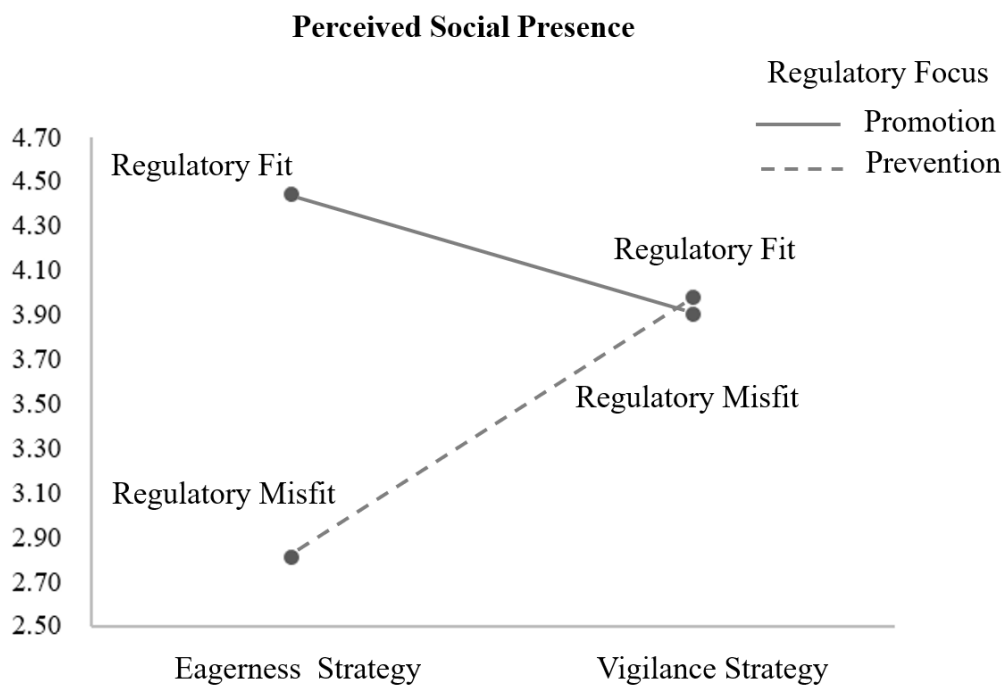 Perceived Social Presence
Regulatory Focus
Promotion
Prevention
4.70
4.50
4.30
4.10
3.90
3.70
3.50
3.30
3.10
2.90
2.70
2.50
Regulatory Fit
Regulatory Fit
Regulatory Misfit
Regulatory Misfit
Eagerness Strategy
Vigilance Strategy